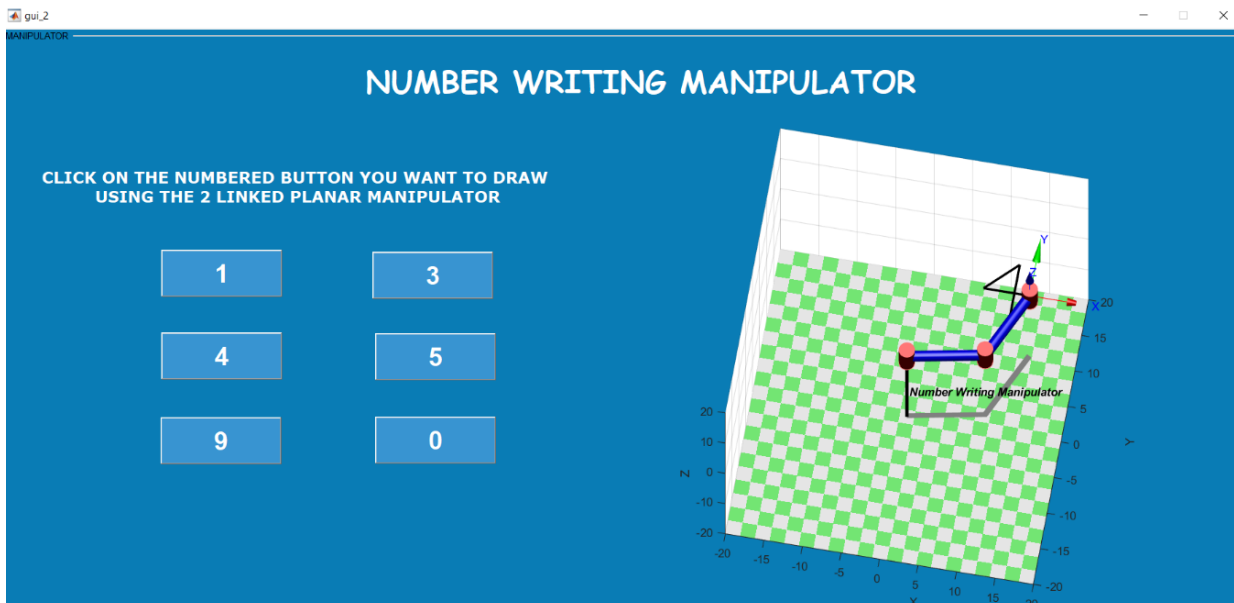 gui_2
MANIPULATOR
NUMBER WRITING MANIPULATOR
CLICK ON THE NUMBERED BUTTON YOU WANT TO DRAW
USING THE 2 LINKED PLANAR MANIPULATOR
1
3
4
5
9
0
Y
Z
X
Number Writing Manipulator
20
10
0
-10
-20
Z
-20
-15
-10
-5
0
5
10
15
20
X
20
15
10
5
0
-5
-10
-15
-20
Y